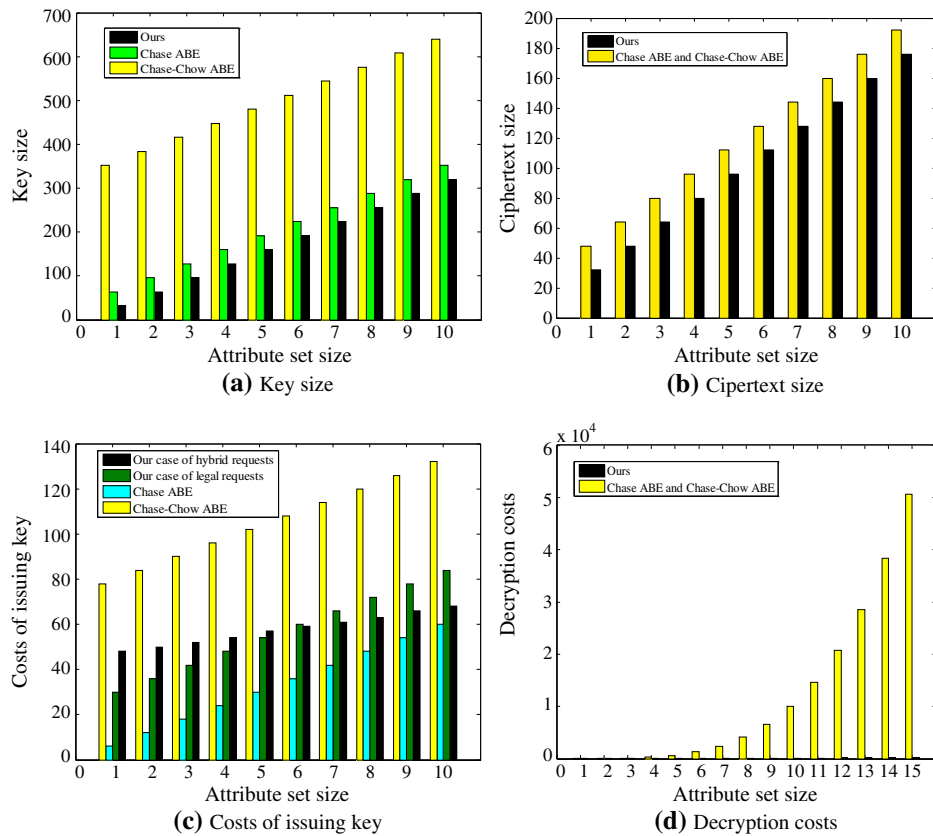 700
600
500
400
300
200
100
0
Key size
Ours
Chase ABE
Chase-Chow ABE
0 1 2 3 4 5 6 7 8 9 10
Attribute set size
(a) Key size
200
180
160
140
120
100
80
60
40
20
0
Ciphertext size
Ours
Chase ABE and Chase-Chow ABE
0 1 2 3 4 5 6 7 8 9 10
Attribute set size
(b) Cipertext size
140
120
100
80
60
40
20
0
Costs of issuing key
Our case of hybrid requests
Our case of legal requests
Chase ABE
Chase-Chow ABE
0 1 2 3 4 5 6 7 8 9 10
Attribute set size
(c) Costs of issuing key
x 10^4
6
5
4
3
2
1
0
Decryption costs
Ours
Chase ABE and Chase-Chow ABE
0 1 2 3 4 5 6 7 8 9 10 11 12 13 14 15
Attribute set size
(d) Decryption costs